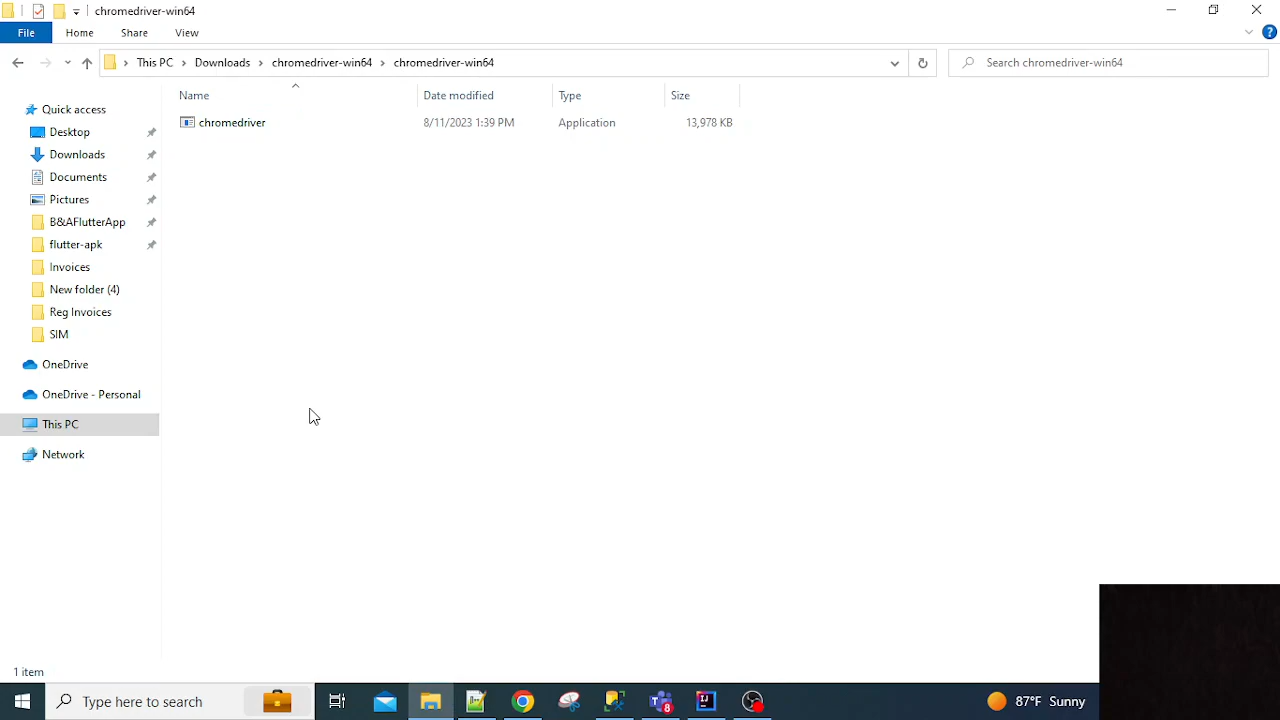 chromedriver-win64
File Home Share View
This PC Downloads chromedriver-win64 chromedriver-win64
Search chromedriver-win64
Name Date modified Type Size
chromedriver 8/11/2023 1:39 PM Application 13,978 KB
Quick access
Desktop
Downloads
Documents
Pictures
B&AFlutterApp
flutter-apk
Invoices
New folder (4)
Reg Invoices
SIM
OneDrive
OneDrive - Personal
This PC
Network
1 item
Type here to search
8
87°F Sunny